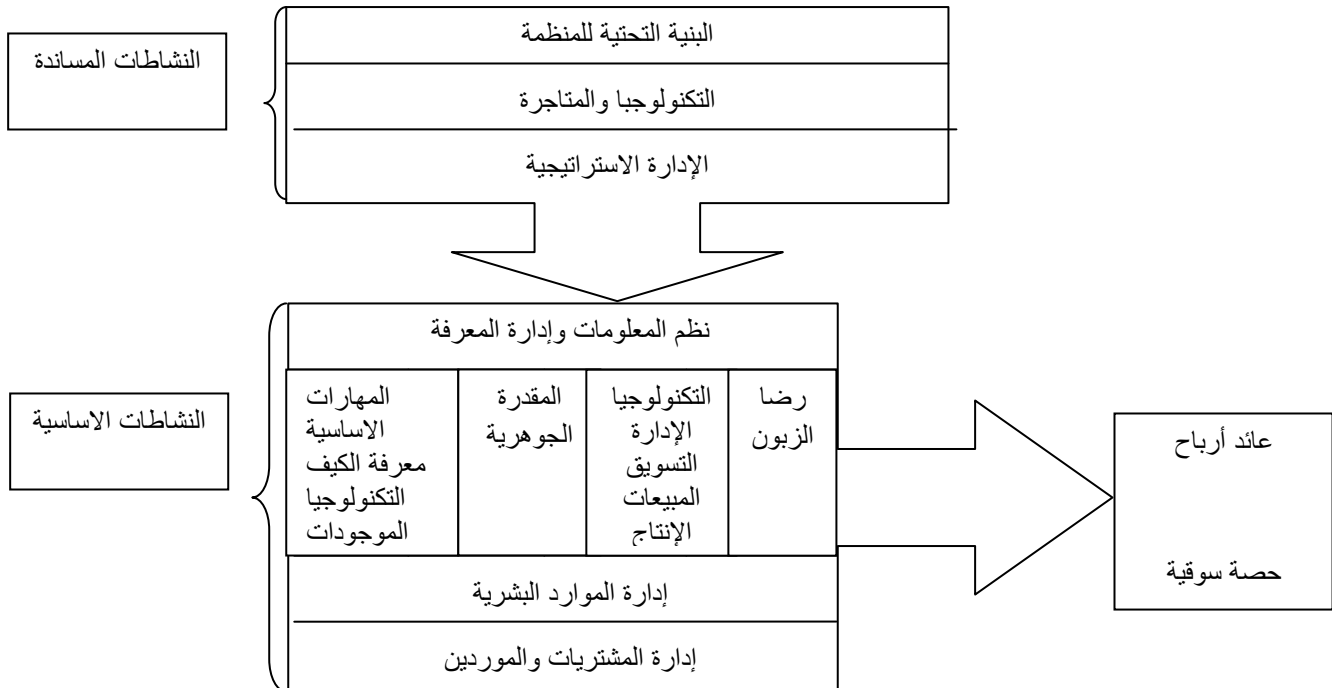 النشاطات المساندة
البنية التحتية للمنظمة
التكنولوجبا والمتاجرة
الإدارة الاستراتيجية
النشاطات الاساسية
نظم المعلومات وإدارة المعرفة
رضا
الزبون
التكنولوجيا
الإدارة
التسويق
المبيعات
الإنتاج
المقدرة
الجوهرية
المهارات
الاساسية
معرفة الكيف
التكنولوجيا
الموجودات
إدارة الموارد البشرية
إدارة المشتريات والموردين
عائد أرباح
حصة سوقية